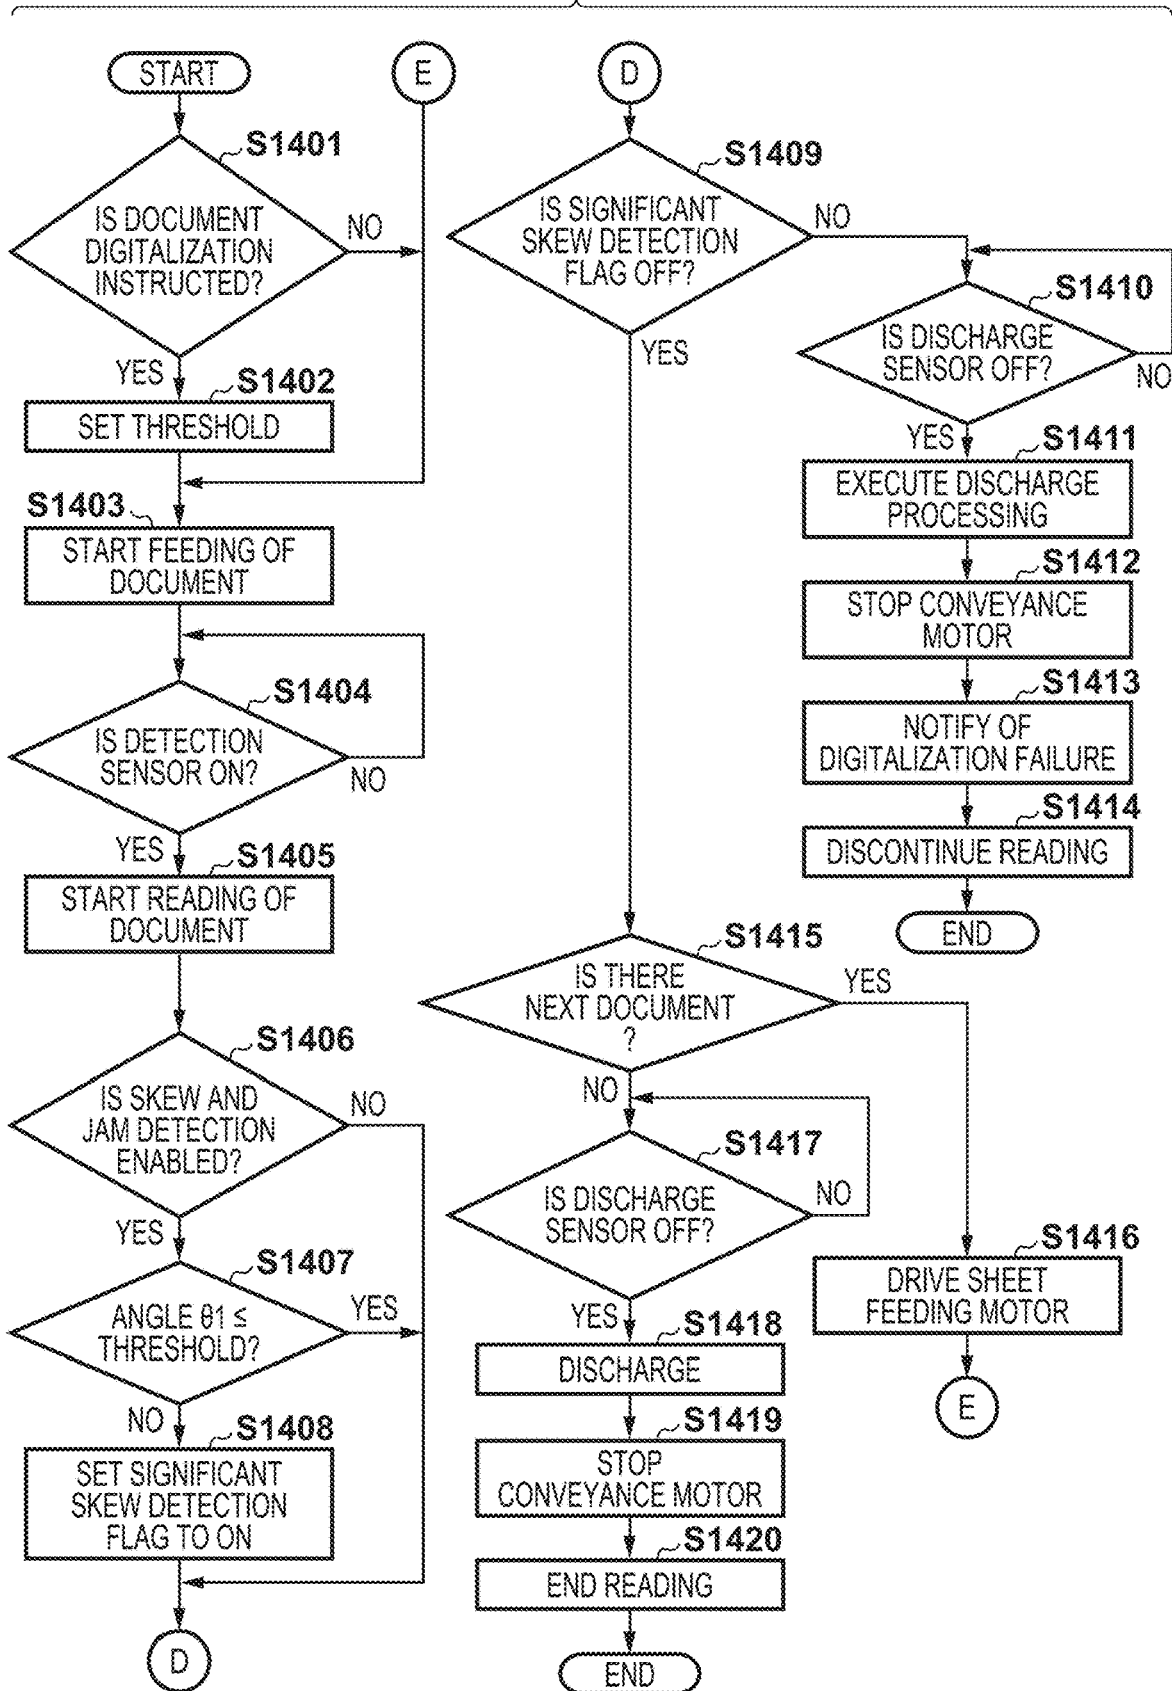 START
S1401
IS DOCUMENT
DIGITALIZATION
INSTRUCTED?
NO
YES
S1402
SET THRESHOLD
S1403
START FEEDING OF
DOCUMENT
S1404
IS DETECTION
SENSOR ON?
NO
YES
S1405
START READING OF
DOCUMENT
S1406
IS SKEW AND
JAM DETECTION
ENABLED?
NO
YES
S1407
ANGLE θ1 ≤
THRESHOLD?
YES
NO
S1408
SET SIGNIFICANT
SKEW DETECTION
FLAG TO ON
D
E
D
S1409
IS SIGNIFICANT
SKEW DETECTION
FLAG OFF?
NO
YES
S1410
IS DISCHARGE
SENSOR OFF?
NO
YES
S1411
EXECUTE DISCHARGE
PROCESSING
S1412
STOP CONVEYANCE
MOTOR
S1413
NOTIFY OF
DIGITALIZATION FAILURE
S1414
DISCONTINUE READING
END
S1415
IS THERE
NEXT DOCUMENT
?
YES
NO
S1417
IS DISCHARGE
SENSOR OFF?
NO
YES
S1418
DISCHARGE
S1419
STOP
CONVEYANCE MOTOR
S1420
END READING
END
S1416
DRIVE SHEET
FEEDING MOTOR
E